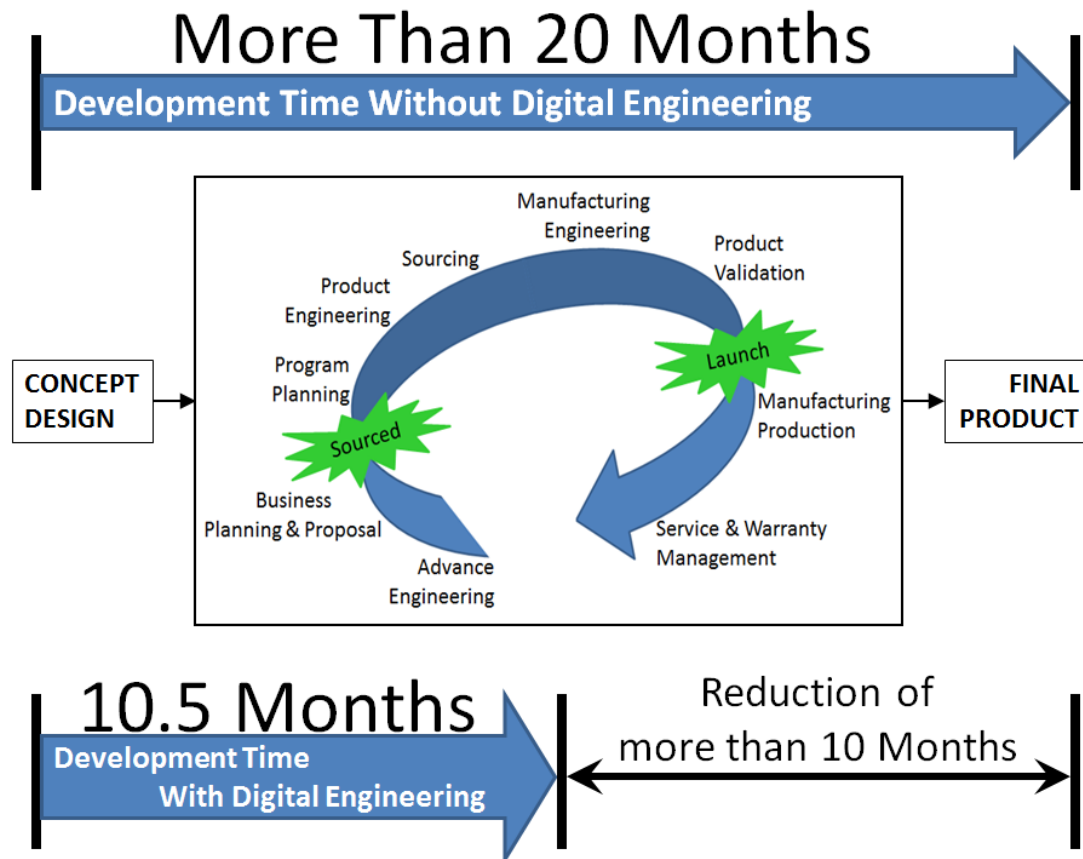 More Than 20 Months
Development Time Without Digital Engineering
Manufacturing
Engineering
Sourcing
Product
Validation
Product
Engineering
Program
Planning
Launch
CONCEPT
DESIGN
FINAL
PRODUCT
Manufacturing
Production
Sourced
Business
Planning & Proposal
Service & Warranty
Management
Advance
Engineering
10.5 Months
Development Time
With Digital Engineering
Reduction of
more than 10 Months